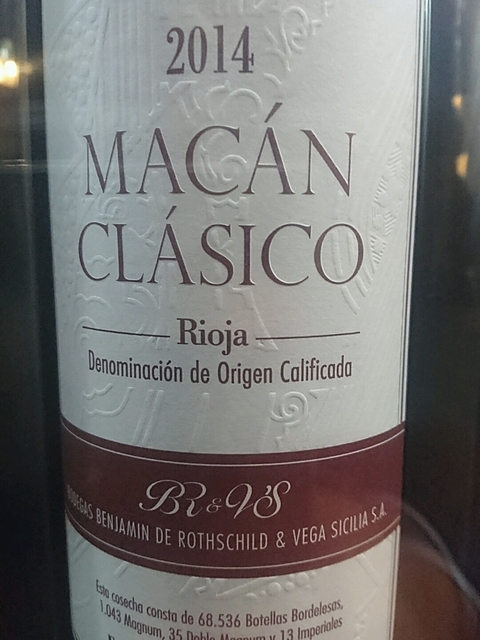 2014
MACÁN
CLÁSICO
Rioja
Denominación de Origen Calificada
BR & VS
BODEGAS BENJAMIN DE ROTHSCHILD & VEGA SICILIA S.A.
Esta cosecha consta de 68.536 Botellas Bordelesas,
1.043 Magnum, 35 Doble Magnum y 13 Imperiales